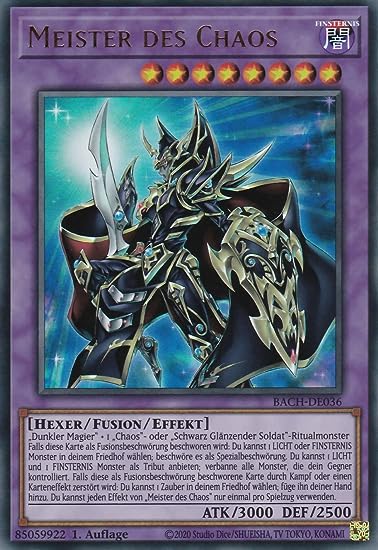 Meister des Chaos
FINSTERNIS
闇
BACH-DE036
[Hexer/Fusion/Effekt]
„Dunkler Magier“ + 1 „Chaos“- oder „Schwarz Glänzender Soldat“-Ritualmonster
Falls diese Karte als Fusionsbeschwörung beschworen wird: Du kannst 1 LICHT oder FINSTERNIS
Monster in deinem Friedhof wählen; beschwöre es als Spezialbeschwörung. Du kannst 1 LICHT
und 1 FINSTERNIS Monster als Tribut anbieten; verbanne alle Monster, die dein Gegner
kontrolliert. Falls diese als Fusionsbeschwörung beschworene Karte durch Kampf oder einen
Karteneffekt zerstört wird: Du kannst 1 Zauber in deinem Friedhof wählen; füge ihn deiner Hand
hinzu. Du kannst jeden Effekt von „Meister des Chaos“ nur einmal pro Spielzug verwenden.
ATK/3000 DEF/2500
85059922 1. Auflage ©2020 Studio Dice/SHUEISHA, TV TOKYO, KONAMI